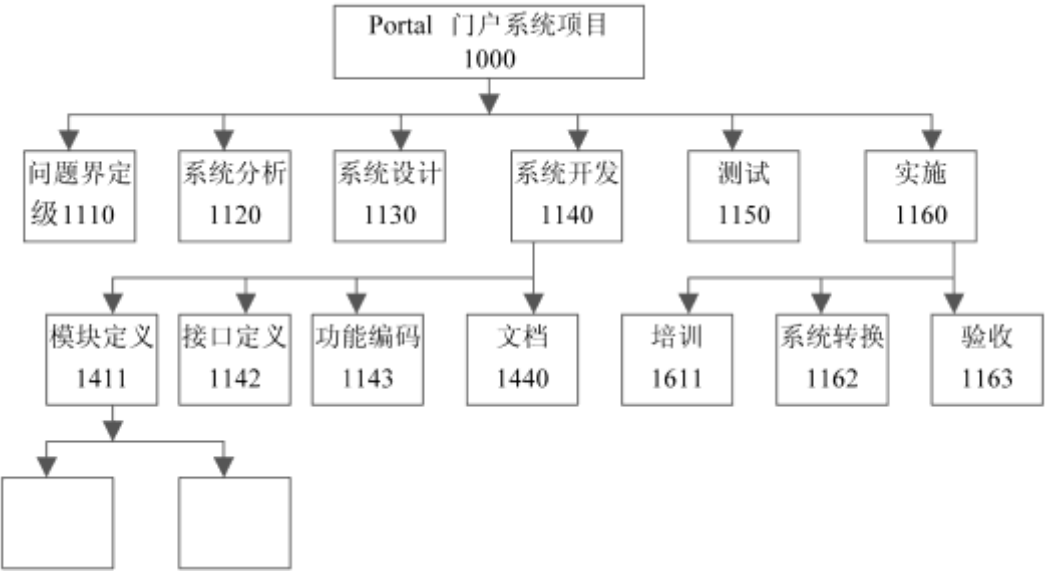 Portal 门户系统项目
1000
问题界定
级1110
系统分析
1120
系统设计
1130
系统开发
1140
测试
1150
实施
1160
模块定义
1411
接口定义
1142
功能编码
1143
文档
1440
培训
1611
系统转换
1162
验收
1163